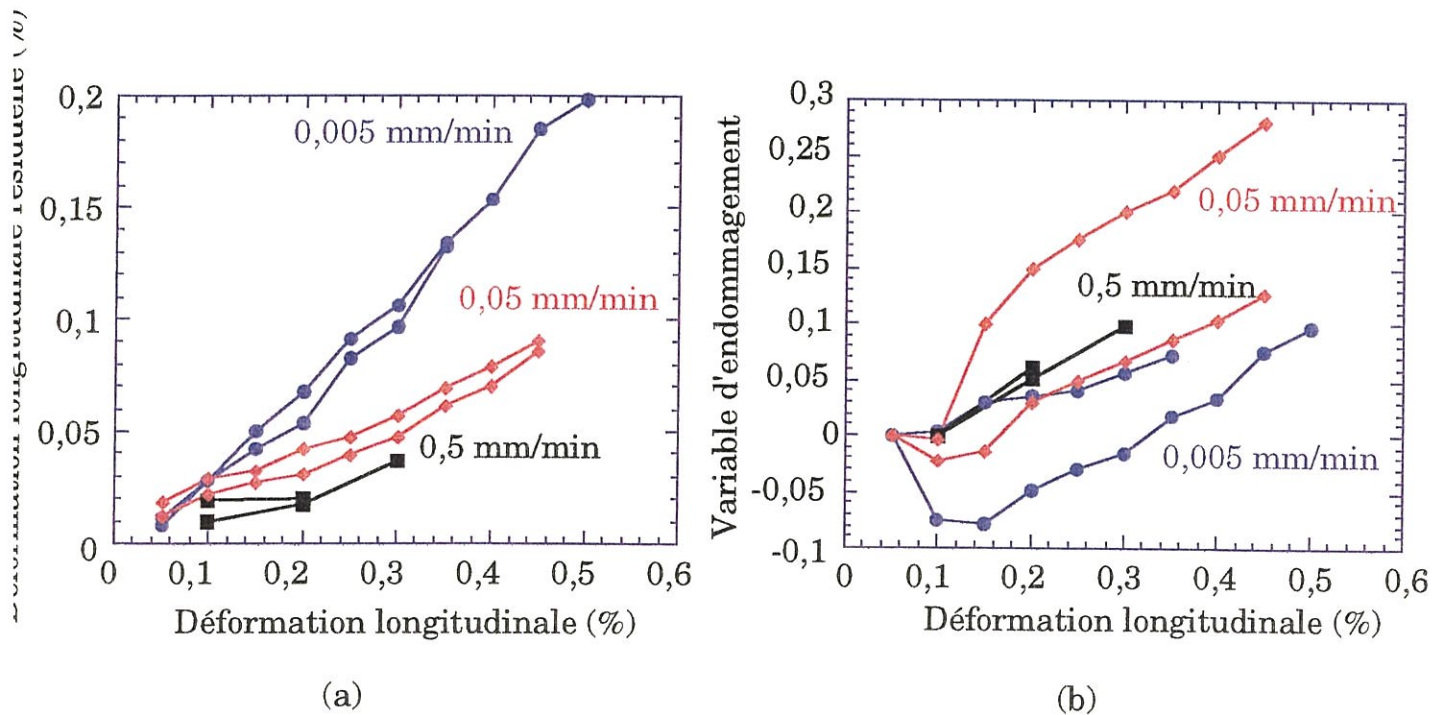 0,2
0,15
0,1
0,05
0
0,005 mm/min
0,05 mm/min
0,5 mm/min
0 0,1 0,2 0,3 0,4 0,5 0,6
Déformation longitudinale (%)
(a)
Variable d'endommagement
0,3
0,25
0,2
0,15
0,1
0,05
0
-0,05
-0,1
0,05 mm/min
0,5 mm/min
0,005 mm/min
0 0,1 0,2 0,3 0,4 0,5 0,6
Déformation longitudinale (%)
(b)